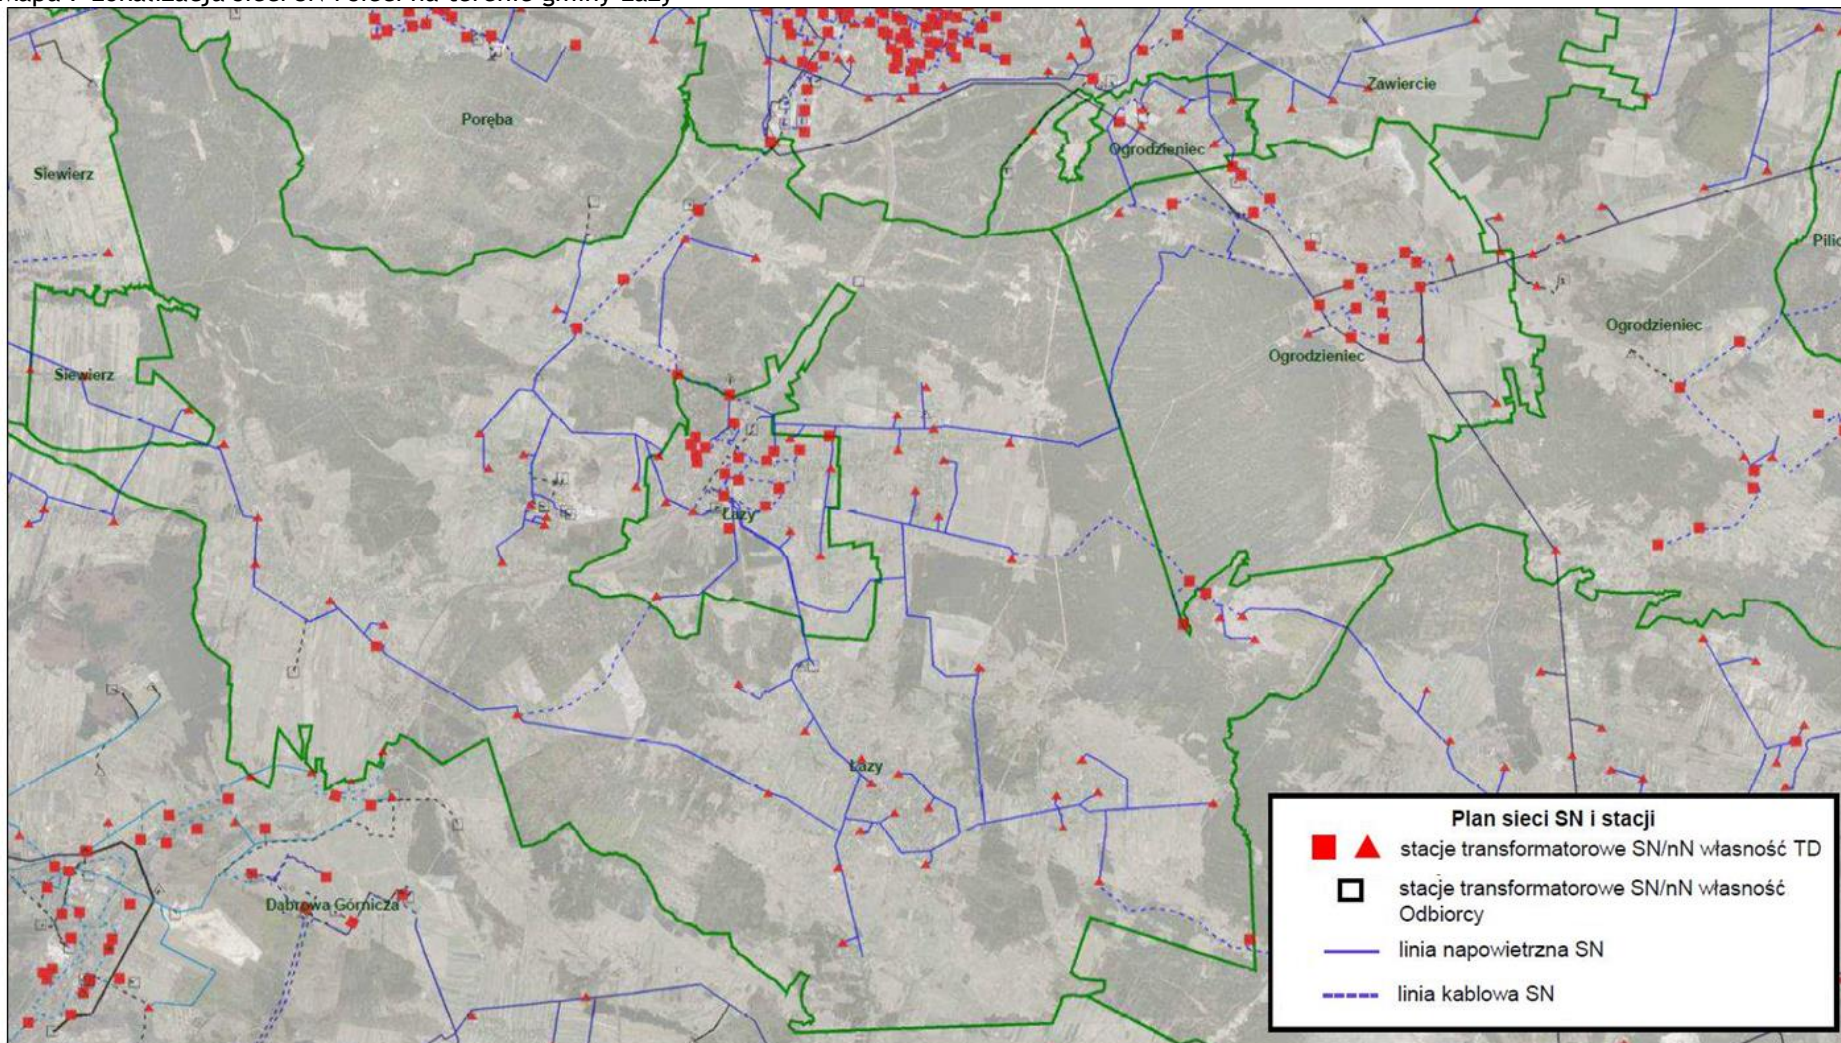 Zawiercie
Poręba
Ogrodzieniec
Siewierz
Ogrodzieniec
Ogrodzieniec
Siewierz
Łazy
Łazy
Dąbrowa Górnicza
Plan sieci SN i stacji
stacje transformatorowe SN/nN własność TD
stacje transformatorowe SN/nN własność
Odbiorcy
linia napowietrzna SN
linia kablowa SN